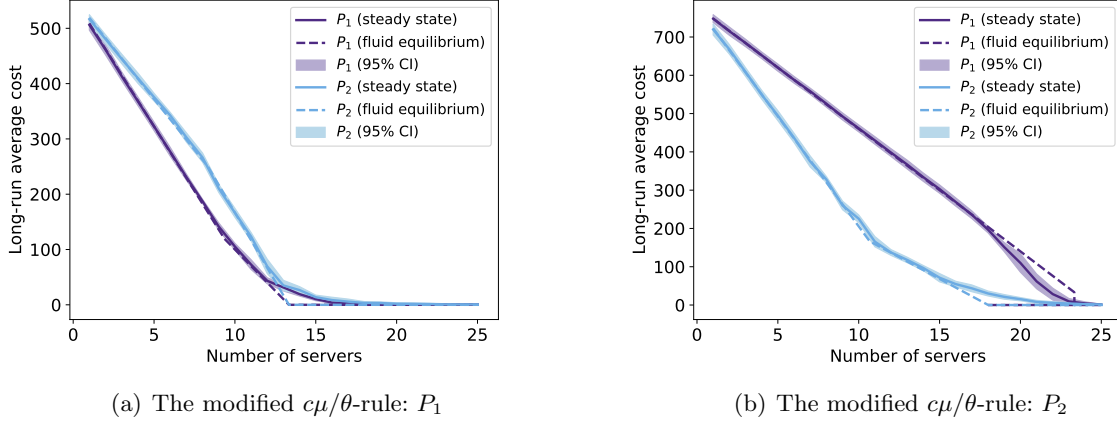 Long-run average cost
500
400
300
200
100
0
0 5 10 15 20 25
Number of servers
P1 (steady state)
P1 (fluid equilibrium)
P1 (95% CI)
P2 (steady state)
P2 (fluid equilibrium)
P2 (95% CI)
(a) The modified cμ/θ-rule: P1
Long-run average cost
700
600
500
400
300
200
100
0
0 5 10 15 20 25
Number of servers
P1 (steady state)
P1 (fluid equilibrium)
P1 (95% CI)
P2 (steady state)
P2 (fluid equilibrium)
P2 (95% CI)
(b) The modified cμ/θ-rule: P2